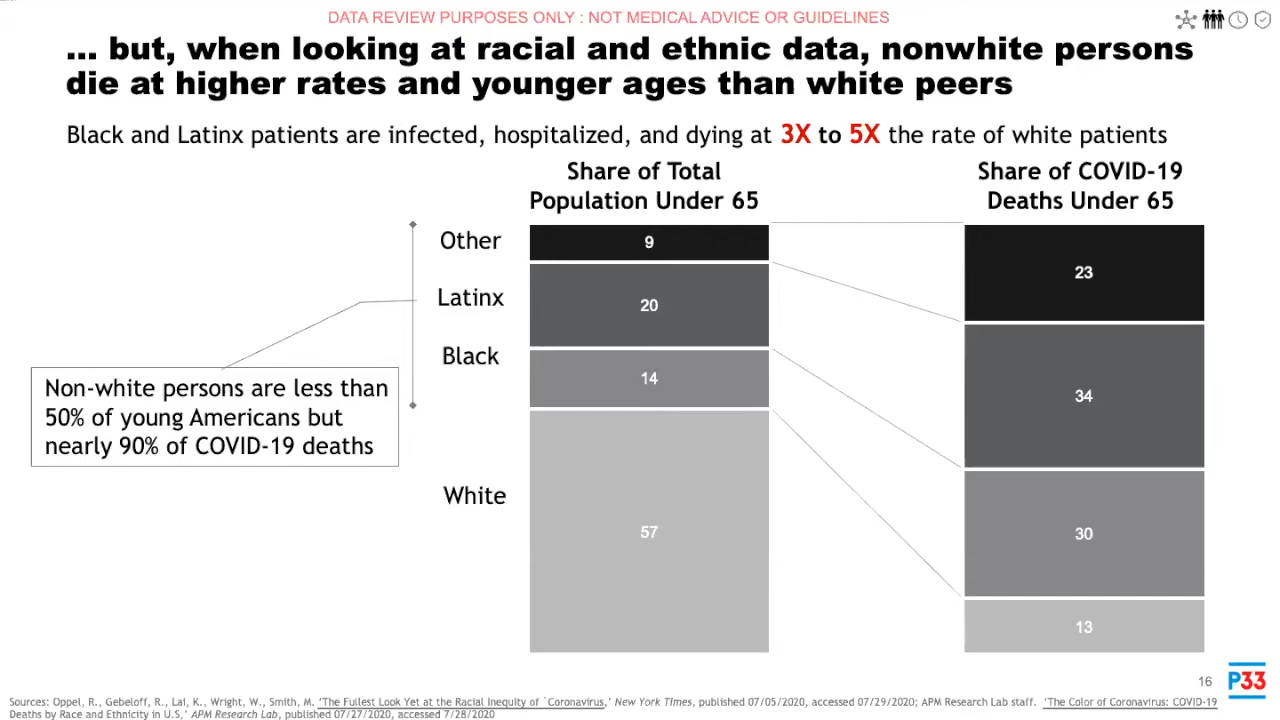 DATA REVIEW PURPOSES ONLY : NOT MEDICAL ADVICE OR GUIDELINES
... but, when looking at racial and ethnic data, nonwhite persons
die at higher rates and younger ages than white peers
Black and Latinx patients are infected, hospitalized, and dying at 3X to 5X the rate of white patients
Share of Total
Population Under 65
Share of COVID-19
Deaths Under 65
Other
Latinx
Black
White
9
20
14
57
23
34
30
13
Non-white persons are less than
50% of young Americans but
nearly 90% of COVID-19 deaths
16
P33
Sources: Oppel, R., Gebeloff, R., Lai, K., Wright, W., Smith, M. ‘The Fullest Look Yet at the Racial Inequity of `Coronavirus,’ New York Times, published 07/05/2020, accessed 07/29/2020; APM Research Lab staff. ‘The Color of Coronavirus: COVID-19
Deaths by Race and Ethnicity in U.S,’ APM Research Lab, published 07/27/2020, accessed 7/28/2020